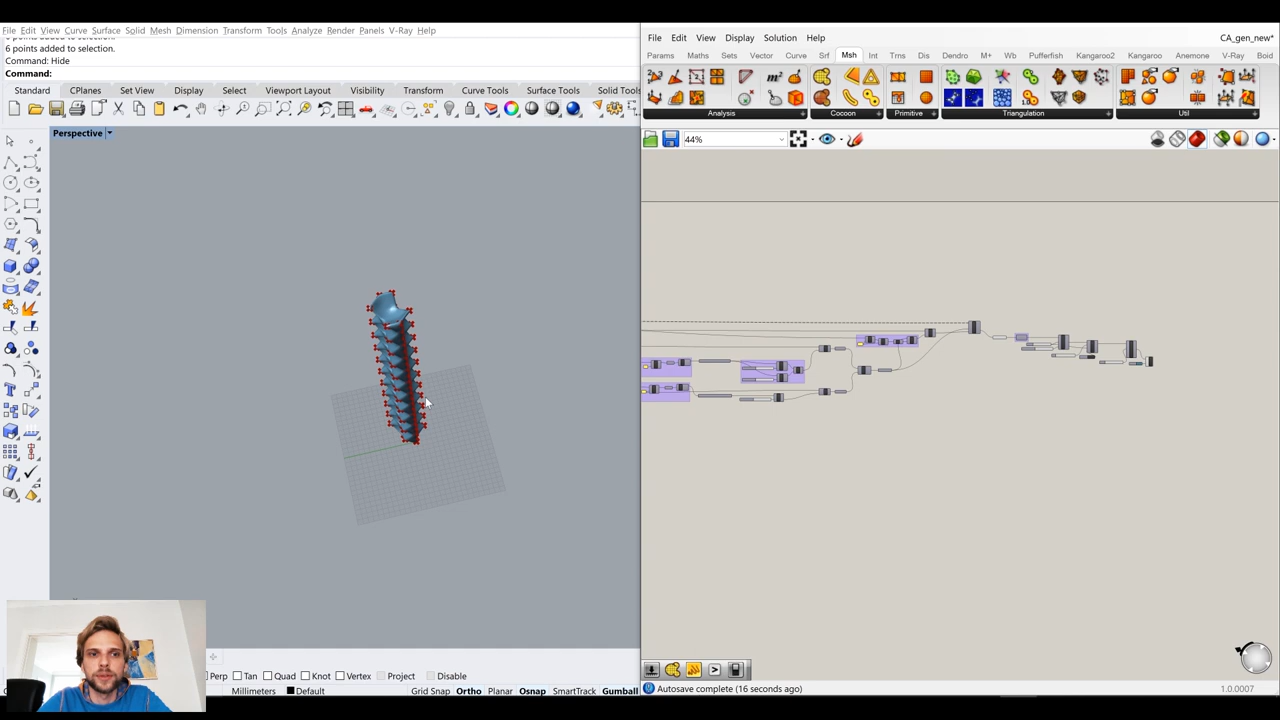 File Edit View Curve Surface Solid Mesh Dimension Transform Tools Analyze Render Panels V-Ray Help
6 points added to selection.
Command: Hide
Command:
Standard CPlanes Set View Display Select Viewport Layout Visibility Transform Curve Tools Surface Tools Solid Tools
Perspective
Perp Tan Quad Int Knot Vertex Project Disable
Millimeters Default Grid Snap Ortho Planar Osnap SmartTrack Gumball
File Edit View Display Solution Help CA_gen_new*
Params Maths Sets Vector Curve Srf Msh Int Trns Dis Dendro M+ Wb Pufferfish Kangaroo2 Kangaroo Anemone V-Ray Boid
Analysis Cocoon Primitive Triangulation Util
44%
Autosave complete (16 seconds ago) 1.0.0007